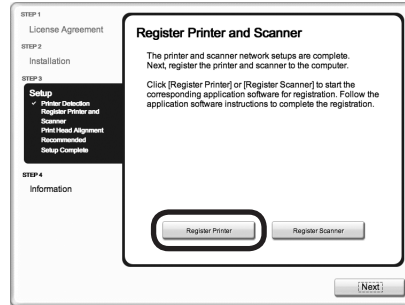 STEP 1
License Agreement
STEP 2
Installation
STEP 3
Setup
✓ Printer Detection
Register Printer and
Scanner
Print Head Alignment
Recommended
Setup Complete
STEP 4
Information
Register Printer and Scanner
The printer and scanner network setups are complete.
Next, register the printer and scanner to the computer.
Click [Register Printer] or [Register Scanner] to start the
corresponding application software for registration. Follow the
application software instructions to complete the registration.
Register Printer
Register Scanner
Next